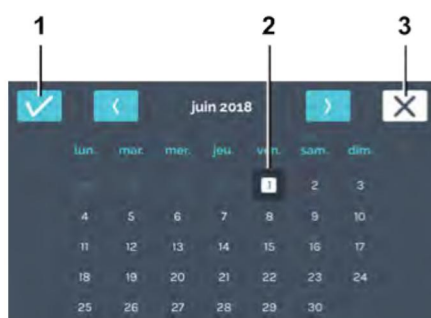 1 2 3
juin 2018
lun. mar. mer. jeu. ven. sam. dim.
1 2 3
4 5 6 7 8 9 10
11 12 13 14 15 16 17
18 19 20 21 22 23 24
25 26 27 28 29 30